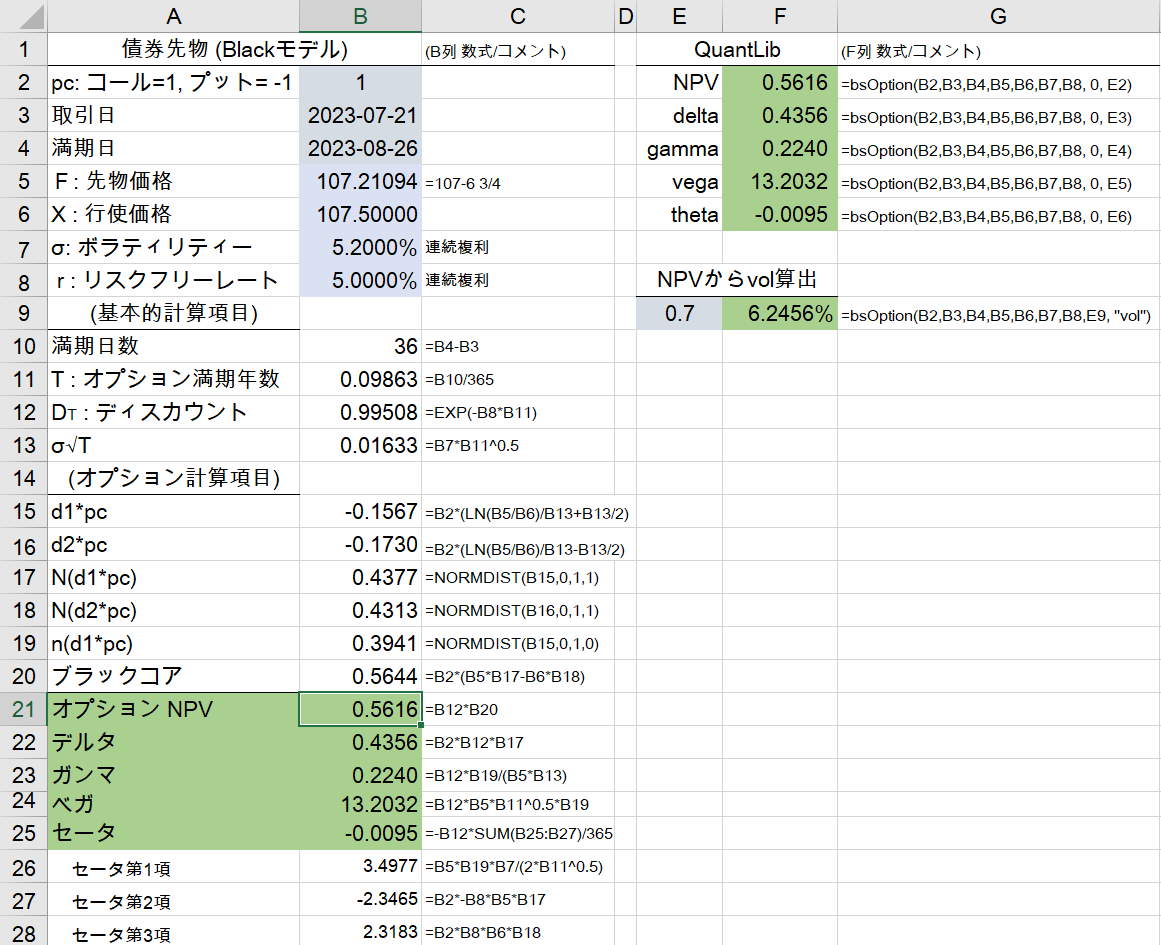 A B C D E F G
1 債券先物 (Blackモデル) (B列 数式/コメント) QuantLib (F列 数式/コメント)
2 pc: コール=1, プット= -1 1 NPV 0.5616 =bsOption(B2,B3,B4,B5,B6,B7,B8, 0, E2)
3 取引日 2023-07-21 delta 0.4356 =bsOption(B2,B3,B4,B5,B6,B7,B8, 0, E3)
4 満期日 2023-08-26 gamma 0.2240 =bsOption(B2,B3,B4,B5,B6,B7,B8, 0, E4)
5 F : 先物価格 107.21094 =107-6 3/4 vega 13.2032 =bsOption(B2,B3,B4,B5,B6,B7,B8, 0, E5)
6 X : 行使価格 107.50000 theta -0.0095 =bsOption(B2,B3,B4,B5,B6,B7,B8, 0, E6)
7 σ: ボラティリティー 5.2000% 連続複利
8 r : リスクフリーレート 5.0000% 連続複利 NPVからvol算出
9 (基本的計算項目) 0.7 6.2456% =bsOption(B2,B3,B4,B5,B6,B7,B8,E9, "vol")
10 満期日数 36 =B4-B3
11 T : オプション満期年数 0.09863 =B10/365
12 DT : ディスカウント 0.99508 =EXP(-B8*B11)
13 σ√T 0.01633 =B7*B11^0.5
14 (オプション計算項目)
15 d1*pc -0.1567 =B2*(LN(B5/B6)/B13+B13/2)
16 d2*pc -0.1730 =B2*(LN(B5/B6)/B13-B13/2)
17 N(d1*pc) 0.4377 =NORMDIST(B15,0,1,1)
18 N(d2*pc) 0.4313 =NORMDIST(B16,0,1,1)
19 n(d1*pc) 0.3941 =NORMDIST(B15,0,1,0)
20 ブラックコア 0.5644 =B2*(B5*B17-B6*B18)
21 オプション NPV 0.5616 =B12*B20
22 デルタ 0.4356 =B2*B12*B17
23 ガンマ 0.2240 =B12*B19/(B5*B13)
24 ベガ 13.2032 =B12*B5*B11^0.5*B19
25 セータ -0.0095 =-B12*SUM(B25:B27)/365
26 セータ第1項 3.4977 =B5*B19*B7/(2*B11^0.5)
27 セータ第2項 -2.3465 =B2*-B8*B5*B17
28 セータ第3項 2.3183 =B2*B8*B6*B18